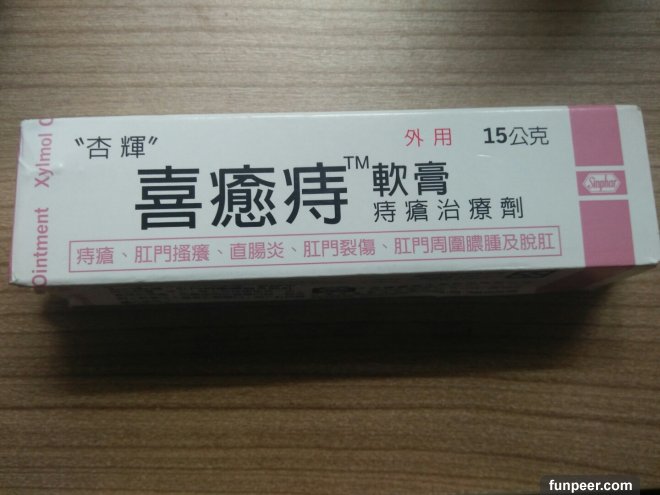 Xylmol
Ointment
"杏輝"
外用 15公克
喜癒痔™軟膏
痔瘡治療劑
Sinphar
痔瘡、肛門搔癢、直腸炎、肛門裂傷、肛門周圍膿腫及脫肛
funpeer.com